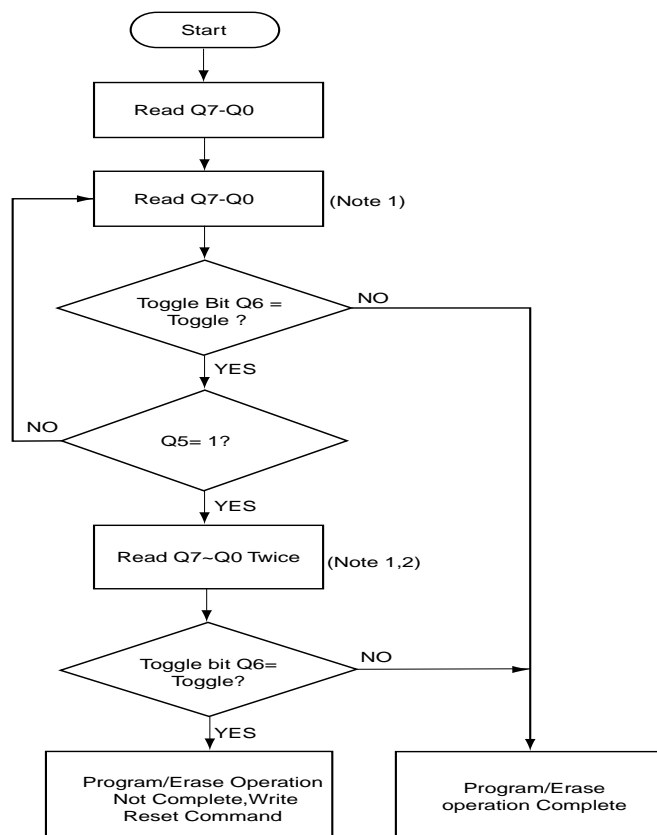 Start
Read Q7-Q0
Read Q7-Q0
(Note 1)
Toggle Bit Q6 =
Toggle ?
NO
YES
NO
Q5= 1?
YES
Read Q7~Q0 Twice
(Note 1,2)
Toggle bit Q6=
Toggle?
NO
YES
Program/Erase Operation
Not Complete,Write
Reset Command
Program/Erase
operation Complete